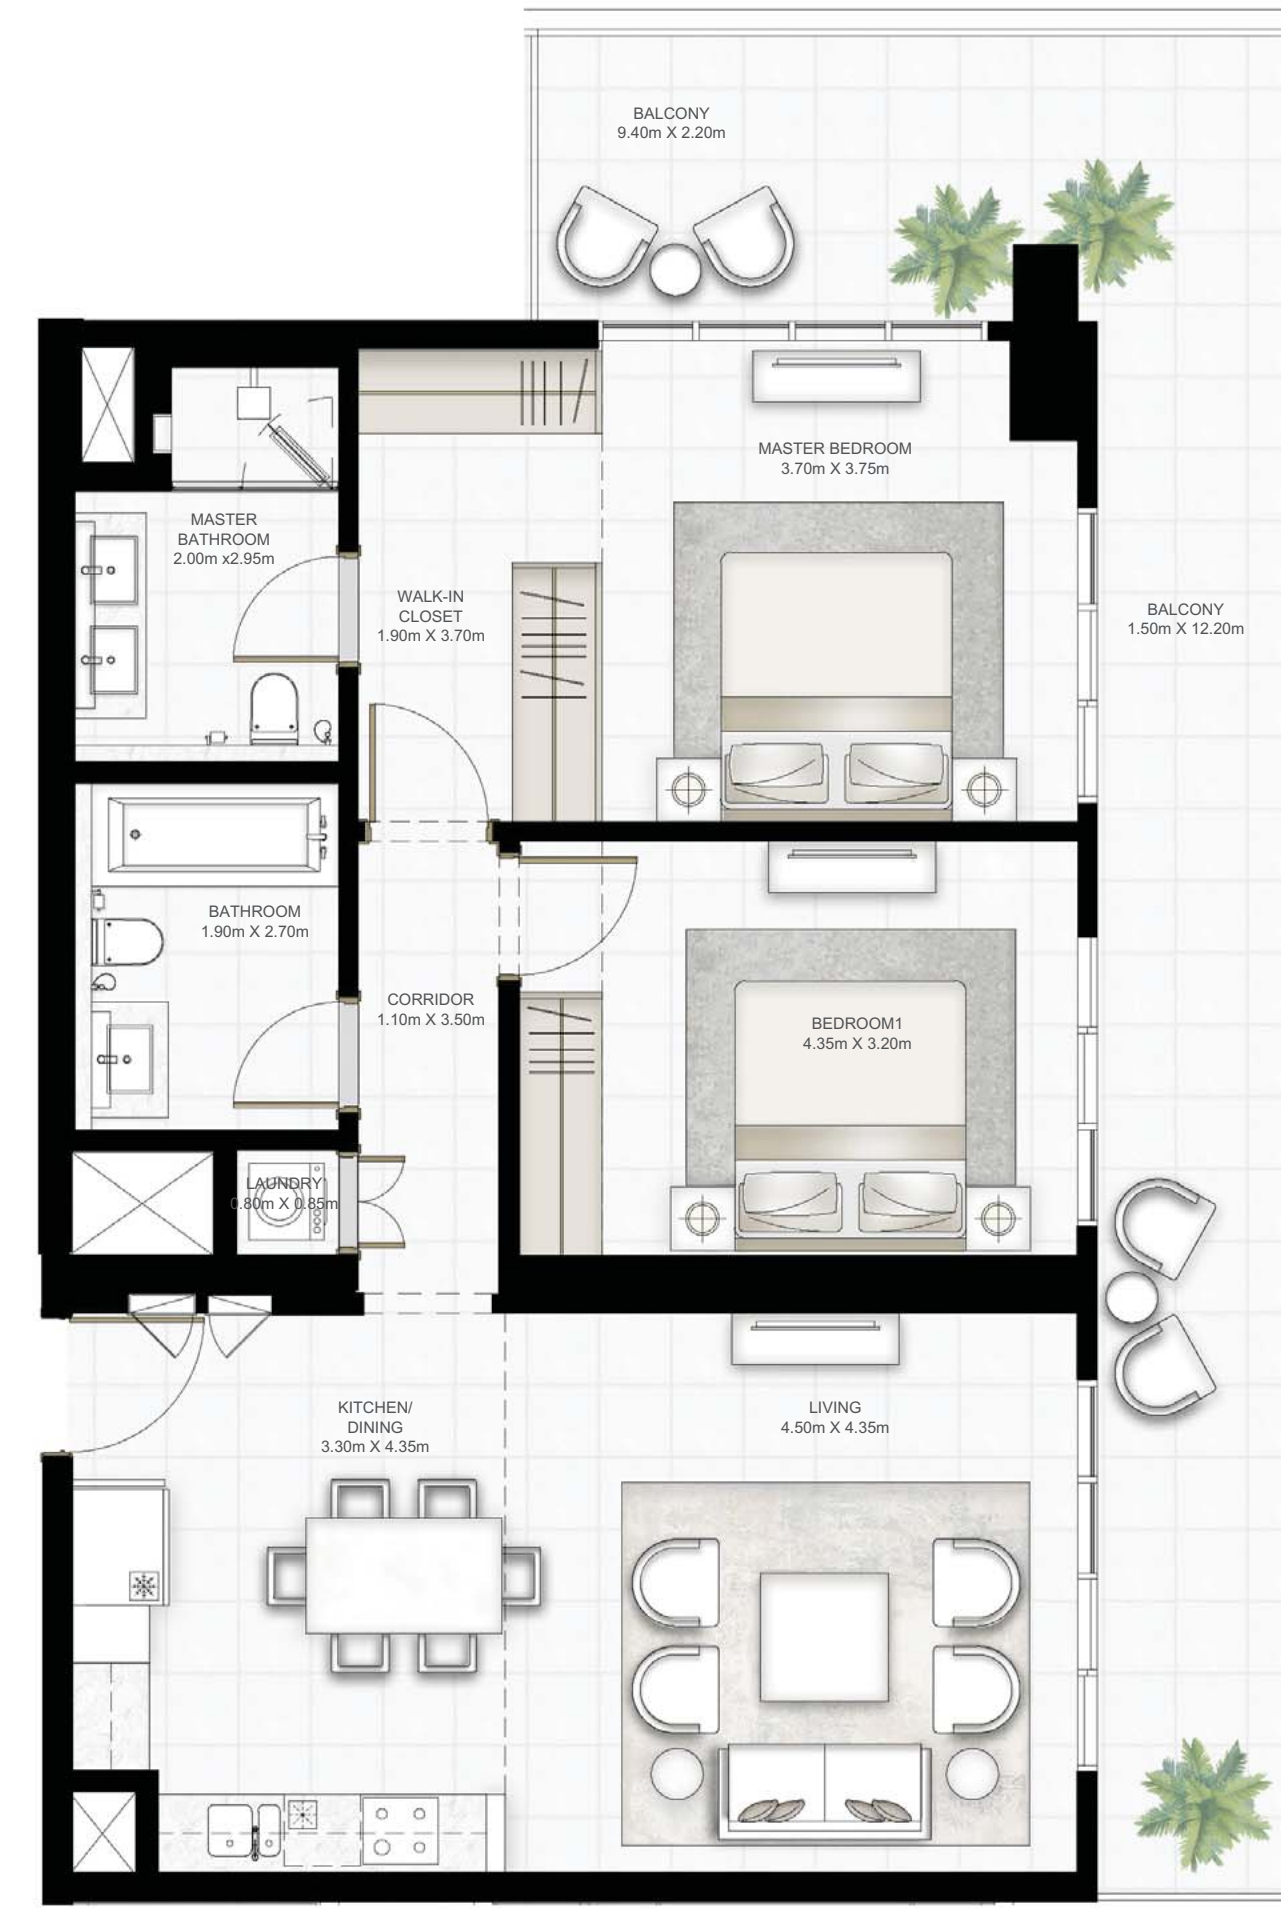 BALCONY
9.40m X 2.20m
MASTER BEDROOM
3.70m X 3.75m
MASTER
BATHROOM
2.00m x2.95m
WALK-IN
CLOSET
1.90m X 3.70m
BALCONY
1.50m X 12.20m
BATHROOM
1.90m X 2.70m
CORRIDOR
1.10m X 3.50m
BEDROOM1
4.35m X 3.20m
LAUNDRY
0.80m X 0.85m
KITCHEN/
DINING
3.30m X 4.35m
LIVING
4.50m X 4.35m